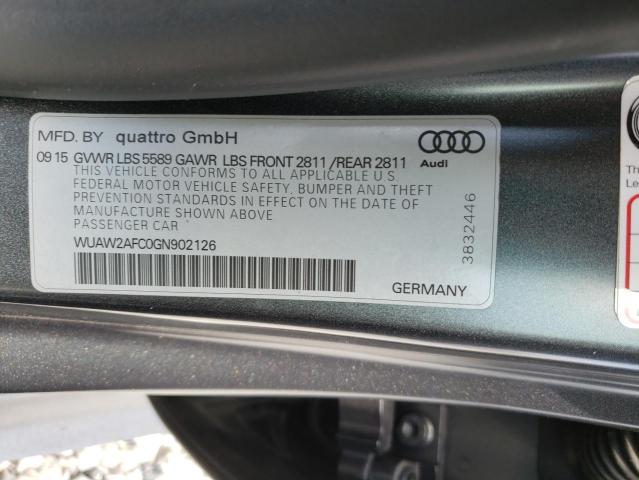 MFD. BY quattro GmbH
09 15 GVWR LBS 5589 GAWR LBS FRONT 2811 /REAR 2811
THIS VEHICLE CONFORMS TO ALL APPLICABLE U S
FEDERAL MOTOR VEHICLE SAFETY, BUMPER AND THEFT
PREVENTION STANDARDS IN EFFECT ON THE DATE OF
MANUFACTURE SHOWN ABOVE
PASSENGER CAR
WUAW2AFC0GN902126
Audi
3832446
GERMANY